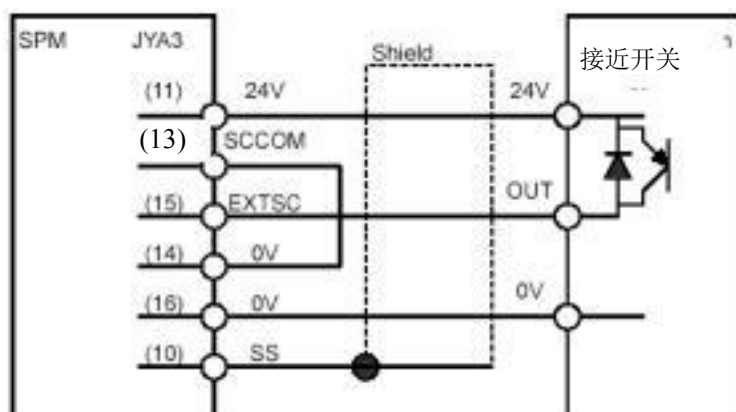 SPM JYA3
Shield
接近开关
(11) 24V 24V
(13) SCCOM
(15) EXTSC OUT
(14) 0V
(16) 0V 0V
(10) SS